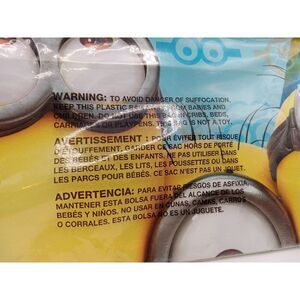 WARNING: TO AVOID DANGER OF SUFFOCATION,
KEEP THIS PLASTIC BAG AWAY FROM BABIES AND
CHILDREN. DO NOT USE THIS BAG IN CRIBS, BEDS,
CARRIAGES OR PLAYPENS. THIS BAG IS NOT A TOY.
AVERTISSEMENT : POUR ÉVITER TOUT RISQUE
D'ÉTOUFFEMENT, GARDER CE SAC HORS DE PORTÉ
DES BÉBÉS ET DES ENFANTS. NE PAS UTILISER DANS
LES BERCEAUX, LES LITS, LES POUSSETTES OU DANS
LES PARCS POUR BÉBÉS. CE SAC N'EST PAS UN JOUET.
ADVERTENCIA: PARA EVITAR RIESGOS DE ASFIXIA,
MANTENER ESTA BOLSA FUERA DEL ALCANCE DE LOS
BEBÉS Y NIÑOS. NO USAR EN CUNAS, CAMAS, CARROS
O CORRALES. ESTA BOLSA NO ES UN JUGUETE.